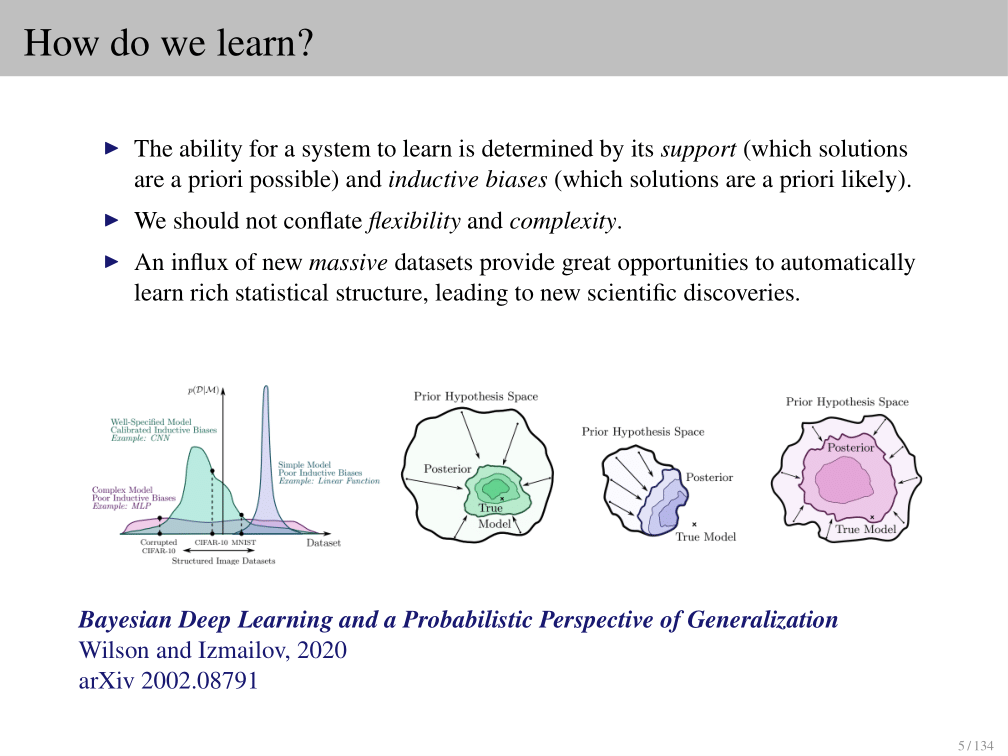 How do we learn?
▶ The ability for a system to learn is determined by its support (which solutions
are a priori possible) and inductive biases (which solutions are a priori likely).
▶ We should not conflate flexibility and complexity.
▶ An influx of new massive datasets provide great opportunities to automatically
learn rich statistical structure, leading to new scientific discoveries.
p(D|M)
Well-Specified Model
Calibrated Inductive Biases
Example: CNN
Simple Model
Poor Inductive Biases
Example: Linear Function
Complex Model
Poor Inductive Biases
Example: MLP
Corrupted
CIFAR-10
CIFAR-10
MNIST
Dataset
Structured Image Datasets
Prior Hypothesis Space
Posterior
True
Model
Prior Hypothesis Space
Posterior
True Model
Prior Hypothesis Space
Posterior
True Model
Bayesian Deep Learning and a Probabilistic Perspective of Generalization
Wilson and Izmailov, 2020
arXiv 2002.08791
5 / 134